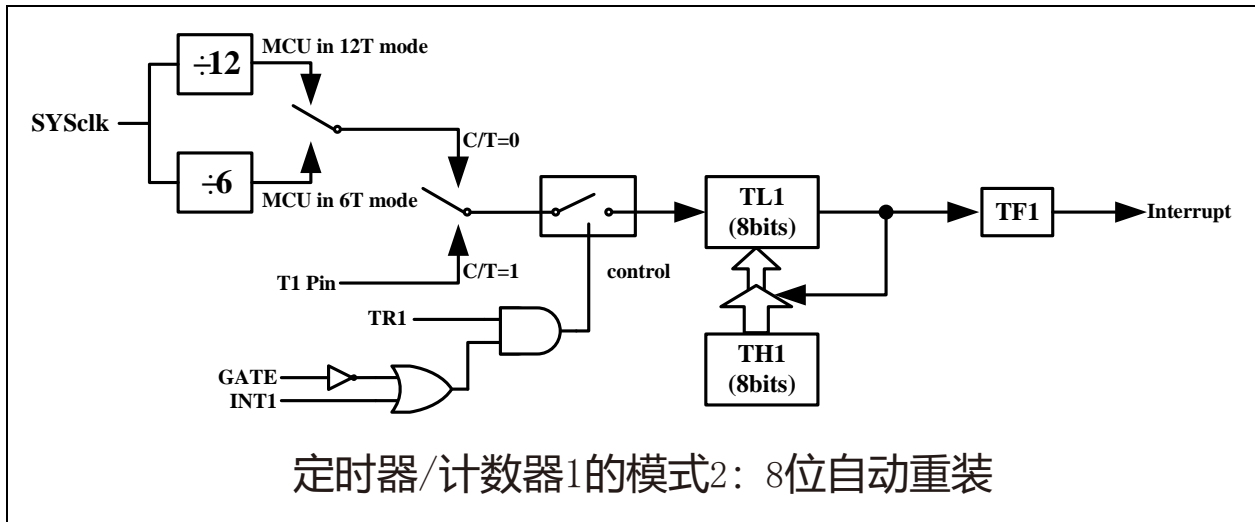 ÷12
MCU in 12T mode
SYSclk
÷6
MCU in 6T mode
C/T=0
C/T=1
T1 Pin
control
TL1
(8bits)
TF1
Interrupt
TR1
TH1
(8bits)
GATE
INT1
定时器/计数器1的模式2: 8位自动重装